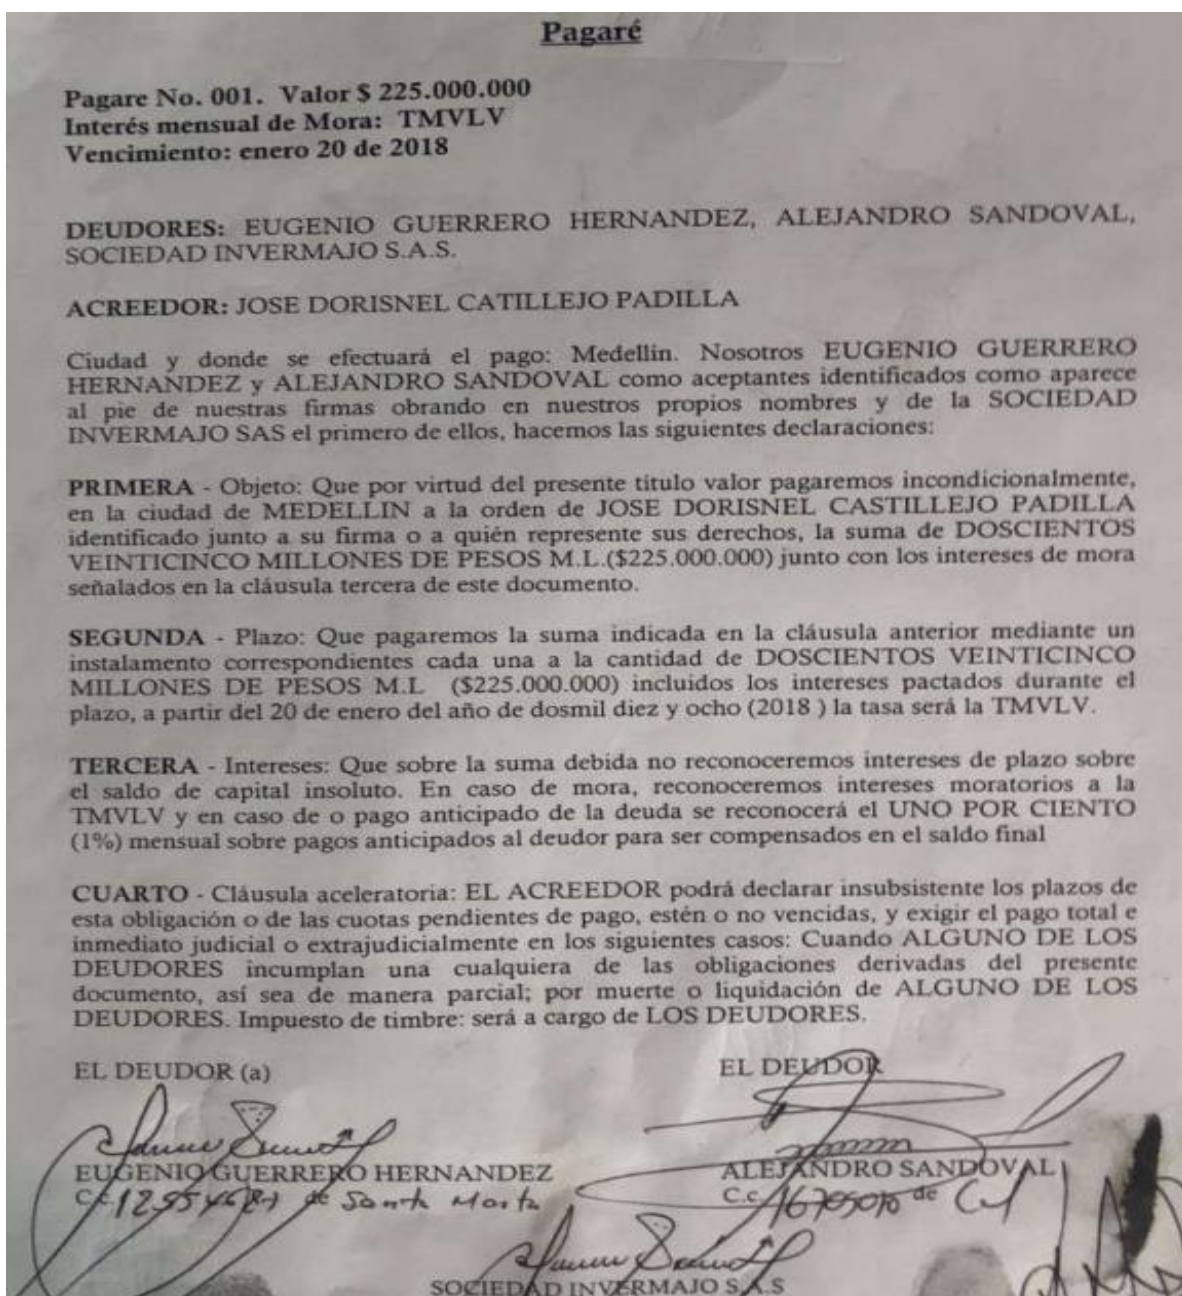 Pagaré
Pagare No. 001. Valor $ 225.000.000
Interés mensual de Mora: TMVLV
Vencimiento: enero 20 de 2018
DEUDORES: EUGENIO GUERRERO HERNANDEZ, ALEJANDRO SANDOVAL,
SOCIEDAD INVERMAJO S.A.S.
ACREEDOR: JOSE DORISNEL CATILLEJO PADILLA
Ciudad y donde se efectuará el pago: Medellin. Nosotros EUGENIO GUERRERO
HERNANDEZ y ALEJANDRO SANDOVAL como aceptantes identificados como aparece
al pie de nuestras firmas obrando en nuestros propios nombres y de la SOCIEDAD
INVERMAJO SAS el primero de ellos, hacemos las siguientes declaraciones:
PRIMERA - Objeto: Que por virtud del presente titulo valor pagaremos incondicionalmente,
en la ciudad de MEDELLIN a la orden de JOSE DORISNEL CASTILLEJO PADILLA
identificado junto a su firma o a quién represente sus derechos, la suma de DOSCIENTOS
VEINTICINCO MILLONES DE PESOS M.L.($225.000.000) junto con los intereses de mora
señalados en la cláusula tercera de este documento.
SEGUNDA - Plazo: Que pagaremos la suma indicada en la cláusula anterior mediante un
instalamento correspondientes cada una a la cantidad de DOSCIENTOS VEINTICINCO
MILLONES DE PESOS M.L ($225.000.000) incluidos los intereses pactados durante el
plazo, a partir del 20 de enero del año de dosmil diez y ocho (2018 ) la tasa será la TMVLV.
TERCERA - Intereses: Que sobre la suma debida no reconoceremos intereses de plazo sobre
el saldo de capital insoluto. En caso de mora, reconoceremos intereses moratorios a la
TMVLV y en caso de o pago anticipado de la deuda se reconocerá el UNO POR CIENTO
(1%) mensual sobre pagos anticipados al deudor para ser compensados en el saldo final
CUARTO - Cláusula aceleratoria: EL ACREEDOR podrá declarar insubsistente los plazos de
esta obligación o de las cuotas pendientes de pago, estén o no vencidas, y exigir el pago total e
inmediato judicial o extrajudicialmente en los siguientes casos: Cuando ALGUNO DE LOS
DEUDORES incumplan una cualquiera de las obligaciones derivadas del presente
documento, así sea de manera parcial; por muerte o liquidación de ALGUNO DE LOS
DEUDORES. Impuesto de timbre: será a cargo de LOS DEUDORES.
EL DEUDOR (a) EL DEUDOR
EUGENIO GUERRERO HERNANDEZ ALEJANDRO SANDOVAL
de Santa Marta C.c. de
SOCIEDAD INVERMAJO S.A.S